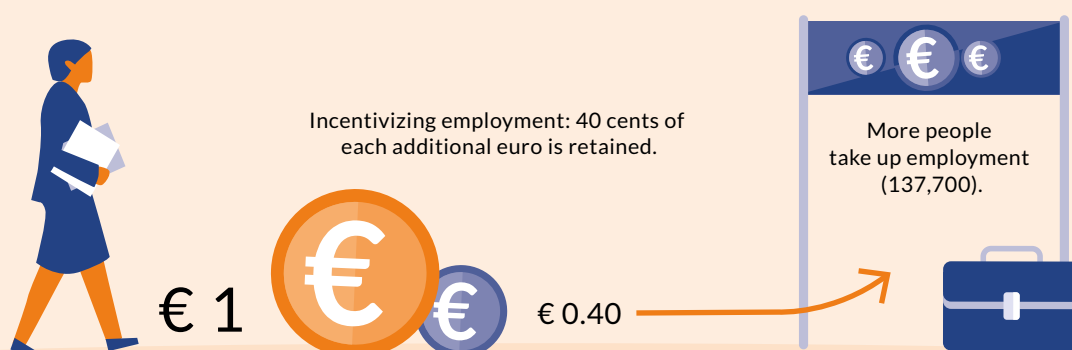 Incentivizing employment: 40 cents of
each additional euro is retained.
More people
take up employment
(137,700).
€ € €
€
€
€ 1
€ 0.40